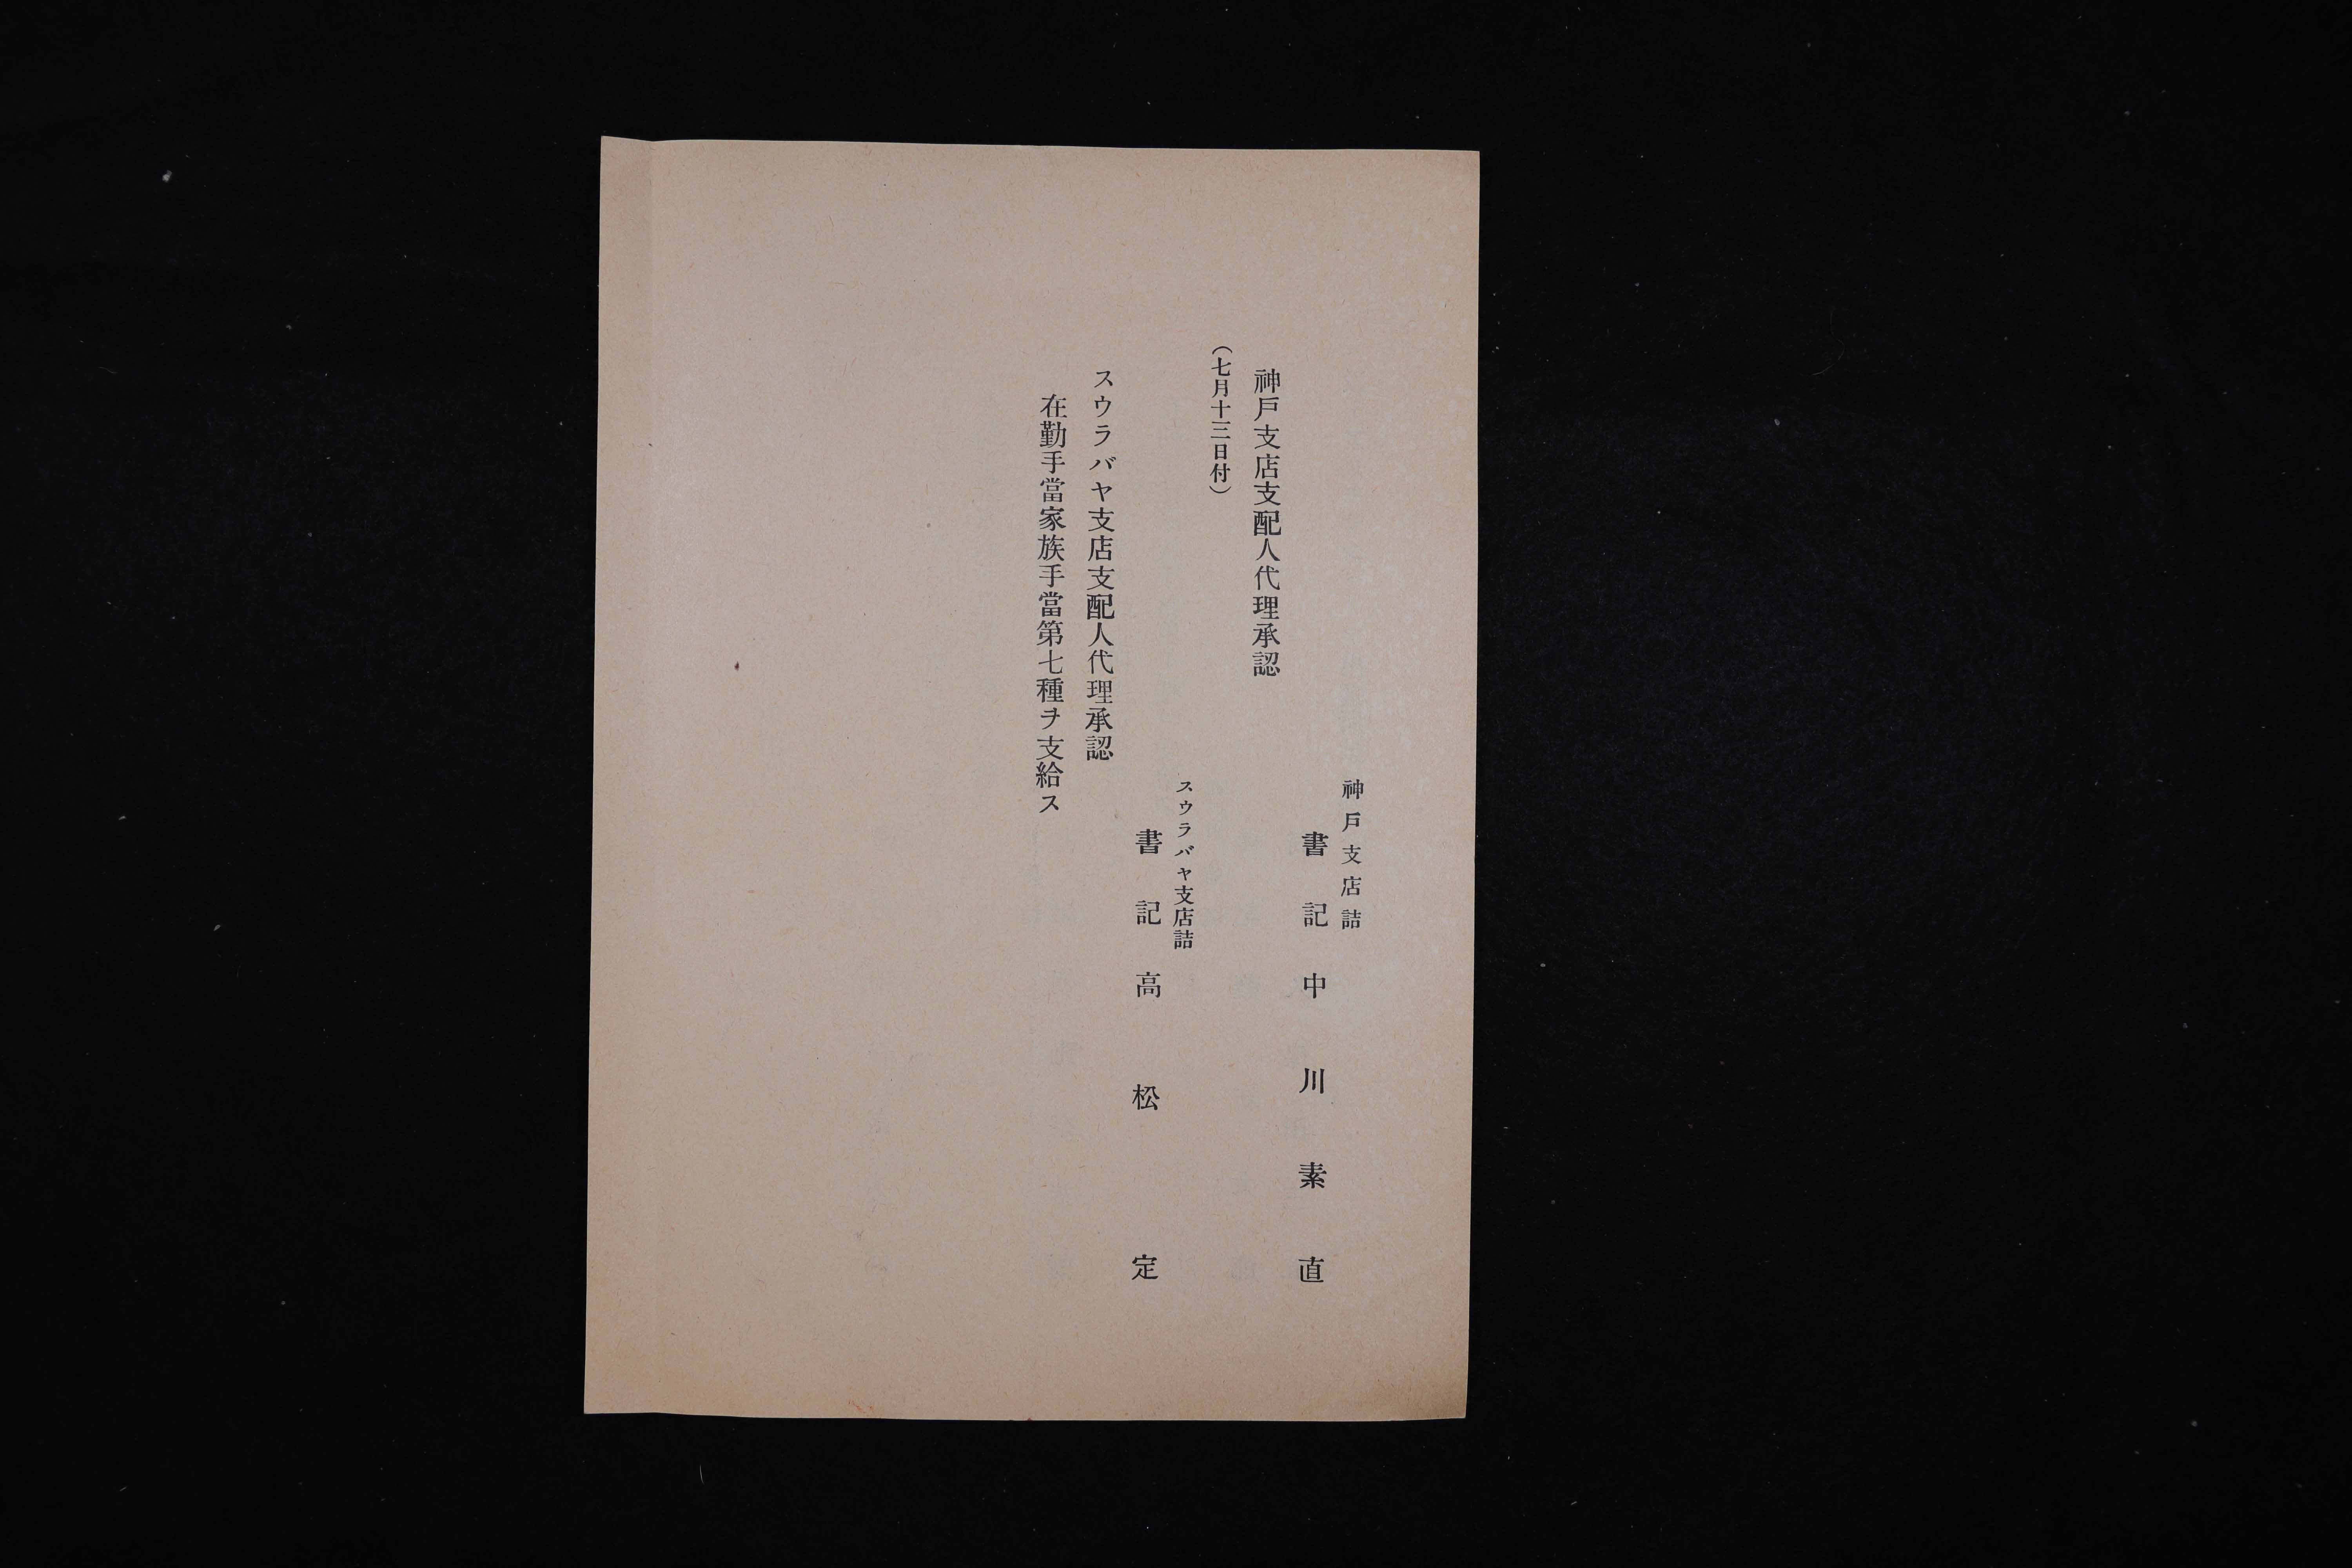 神戸支店詰
書記中川素直
神戸支店支配人代理承認
(七月十三日付)
スウラバヤ支店詰
書記高松定
スウラバヤ支店支配人代理承認
在勤手當家族手當第七種ヲ支給ス